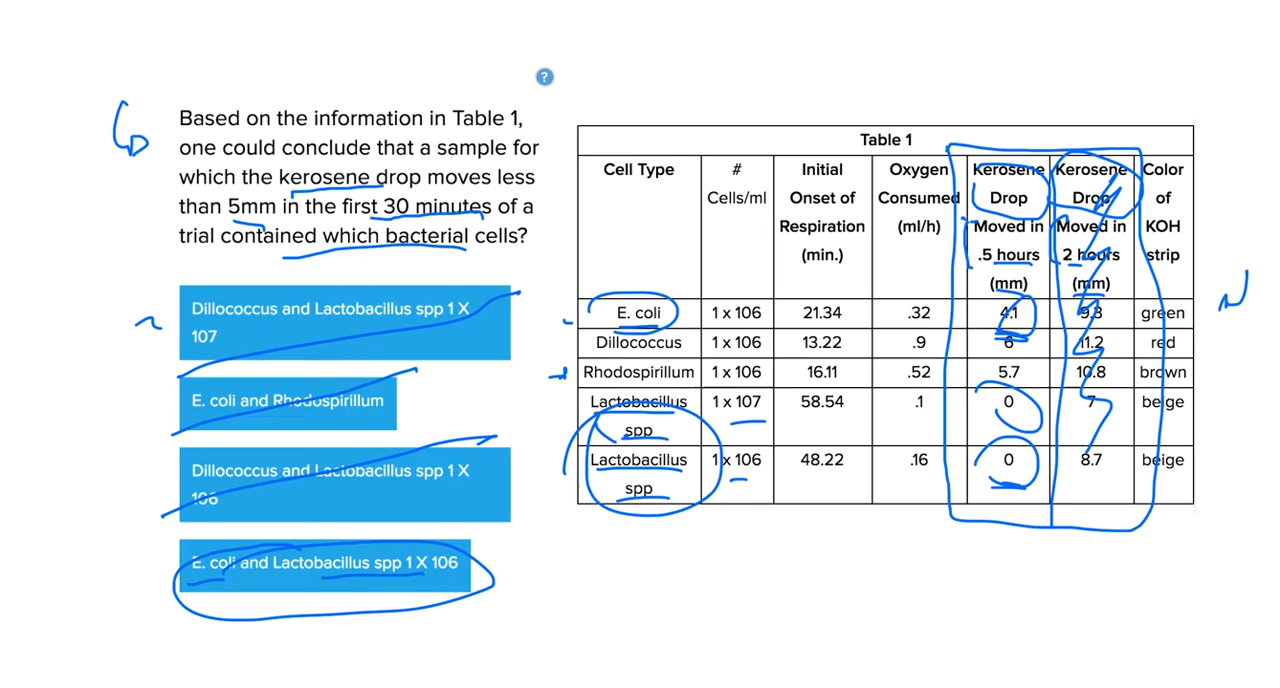 ?
Based on the information in Table 1,
one could conclude that a sample for
which the kerosene drop moves less
than 5mm in the first 30 minutes of a
trial contained which bacterial cells?
Dillococcus and Lactobacillus spp 1 X
107
E. coli and Rhodospirillum
Dillococcus and Lactobacillus spp 1 X
106
E. coli and Lactobacillus spp 1 X 106
Table 1
Cell Type # Initial Oxygen Kerosene Kerosene Color
Cells/ml Onset of Consumed Drop Drop of
Respiration (ml/h) Moved in Moved in KOH
(min.) .5 hours 2 hours strip
(mm) (mm)
E. coli 1 x 106 21.34 .32 4.1 9.3 green
Dillococcus 1 x 106 13.22 .9 6 11.2 red
Rhodospirillum 1 x 106 16.11 .52 5.7 10.8 brown
Lactobacillus 1 x 107 58.54 .1 0 7 beige
spp
Lactobacillus 1 x 106 48.22 .16 0 8.7 beige
spp